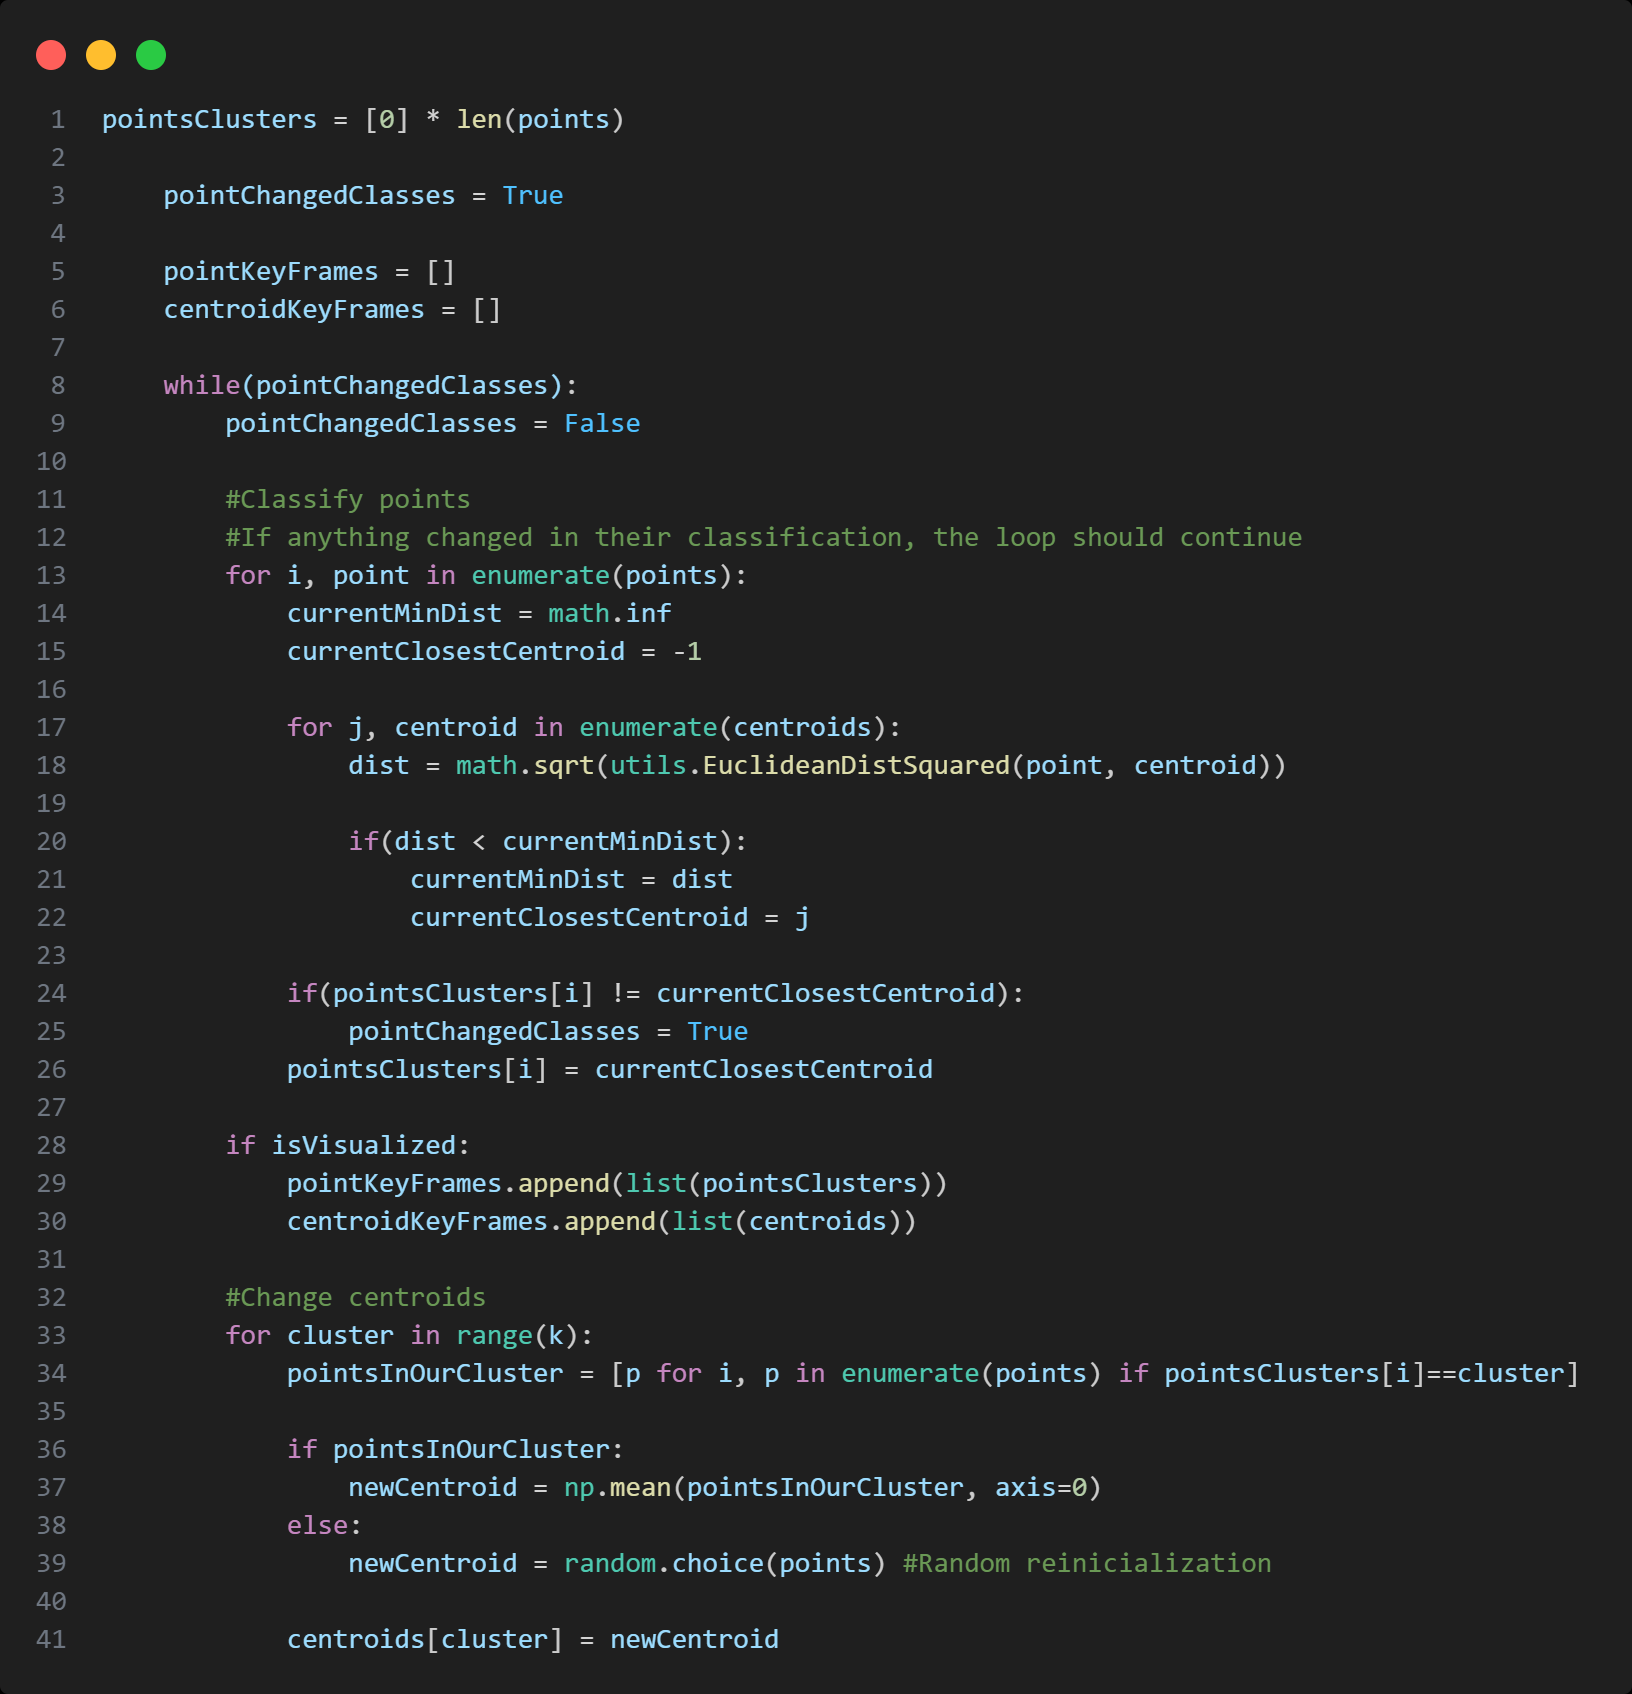 1 pointsClusters = [0] * len(points)
2
3     pointChangedClasses = True
4
5     pointKeyFrames = []
6     centroidKeyFrames = []
7
8     while(pointChangedClasses):
9         pointChangedClasses = False
10
11         #Classify points
12         #If anything changed in their classification, the loop should continue
13         for i, point in enumerate(points):
14             currentMinDist = math.inf
15             currentClosestCentroid = -1
16
17             for j, centroid in enumerate(centroids):
18                 dist = math.sqrt(utils.EuclideanDistSquared(point, centroid))
19
20                 if(dist < currentMinDist):
21                     currentMinDist = dist
22                     currentClosestCentroid = j
23
24             if(pointsClusters[i] != currentClosestCentroid):
25                 pointChangedClasses = True
26             pointsClusters[i] = currentClosestCentroid
27
28         if isVisualized:
29             pointKeyFrames.append(list(pointsClusters))
30             centroidKeyFrames.append(list(centroids))
31
32         #Change centroids
33         for cluster in range(k):
34             pointsInOurCluster = [p for i, p in enumerate(points) if pointsClusters[i]==cluster]
35
36             if pointsInOurCluster:
37                 newCentroid = np.mean(pointsInOurCluster, axis=0)
38             else:
39                 newCentroid = random.choice(points) #Random reinicialization
40
41             centroids[cluster] = newCentroid